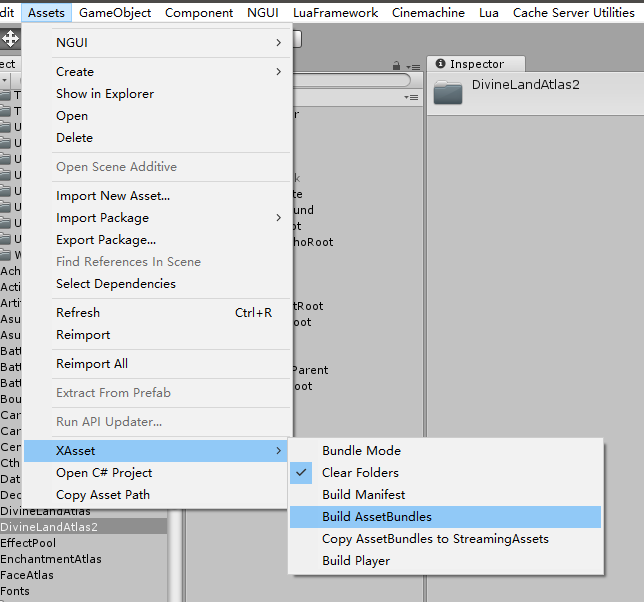 dit Assets GameObject Component NGUI LuaFramework Cinemachine Lua Cache Server Utilities
ect
NGUI
Create
Show in Explorer
Open
Delete
Open Scene Additive
Import New Asset...
Import Package
Export Package...
Find References In Scene
Select Dependencies
Refresh Ctrl+R
Reimport
Reimport All
Extract From Prefab
Run API Updater...
XAsset
Open C# Project
Copy Asset Path
Bundle Mode
Clear Folders
Build Manifest
Build AssetBundles
Copy AssetBundles to StreamingAssets
Build Player
Inspector
DivineLandAtlas2
T
T
U
U
U
U
U
U
U
U
W
Ach
Acti
Artif
Asu
Asu
Batt
Batt
Batt
Bou
Car
Car
Cer
Cth
Dat
Dec
DivineLandAtlas
DivineLandAtlas2
EffectPool
EnchantmentAtlas
FaceAtlas
Fonts
r
k
te
und
ot
hoRoot
tRoot
oot
Parent
oot